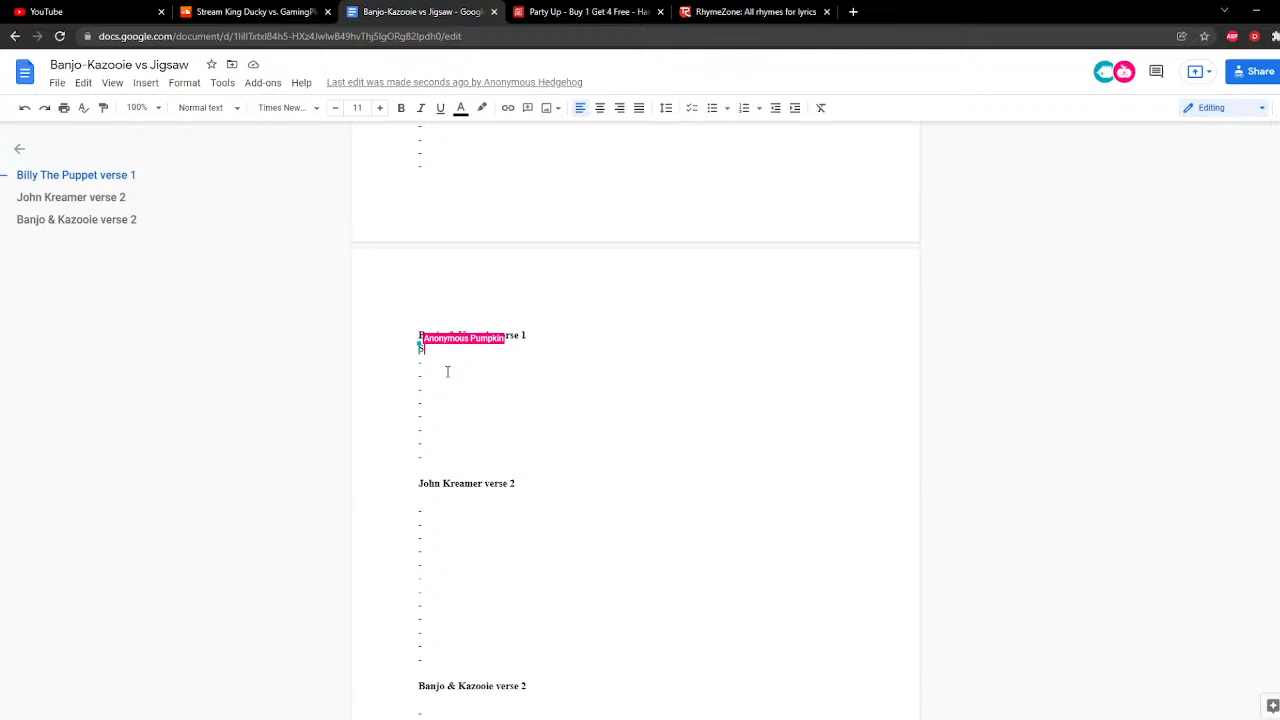 YouTube
Stream King Ducky vs. GamingPl
Banjo-Kazooie vs Jigsaw - Googl
Party Up - Buy 1 Get 4 Free - Ha
RhymeZone: All rhymes for lyrics
docs.google.com
ABP
D
Banjo-Kazooie vs Jigsaw
File Edit View Insert Format Tools Add-ons Help
Last edit was made seconds ago by Anonymous Hedgehog
Share
100% Normal text Times New... 11 B I U A
Editing
Billy The Puppet verse 1
John Kreamer verse 2
Banjo & Kazooie verse 2
-
-
-
-
verse 1
Anonymous Pumpkin
-
-
-
-
-
-
-
-
John Kreamer verse 2
-
-
-
-
-
-
-
-
-
-
-
-
Banjo & Kazooie verse 2
-